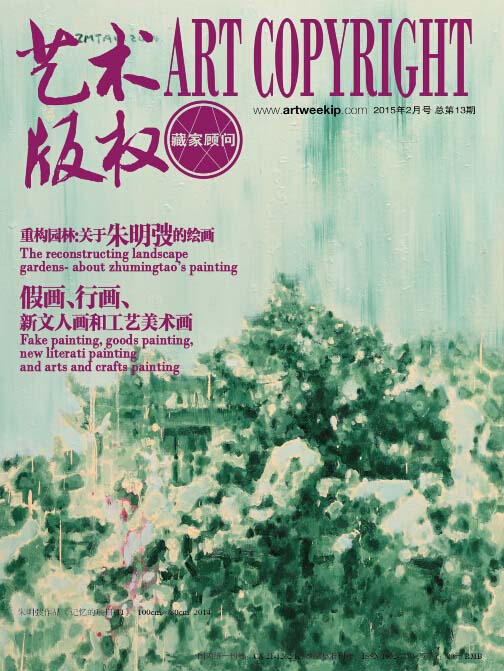 艺术
版权
ART COPYRIGHT
www.artweekip.com 2015年2月号 总第13期
藏家顾问
重构园林:关于朱明弢的绘画
The reconstructing landscape
gardens- about zhumingtao's painting
假画、行画、
新文人画和工艺美术画
Fake painting, goods painting,
new literati painting
and arts and crafts painting
100cm×80cm 2014
RMB